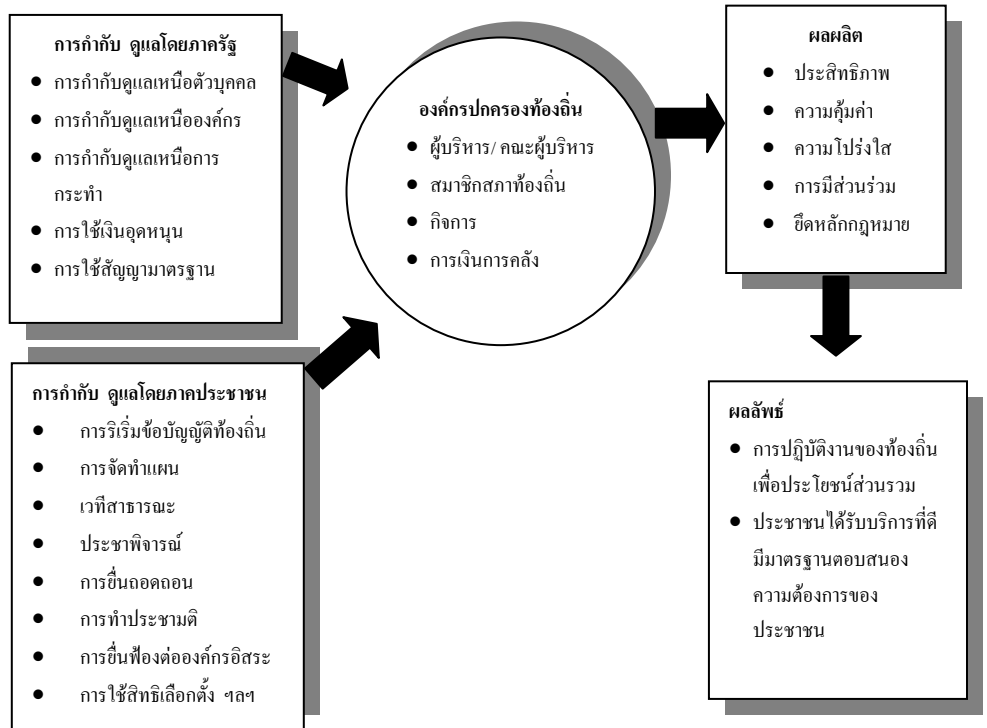 การกำกับ ดูแลโดยภาครัฐ
● การกำกับดูแลเหนือตัวบุคคล
● การกำกับดูแลเหนือองค์กร
● การกำกับดูแลเหนือการ
กระทำ
● การใช้เงินอุดหนุน
● การใช้สัญญามาตรฐาน
การกำกับ ดูแลโดยภาคประชาชน
● การริเริ่มข้อบัญญัติท้องถิ่น
● การจัดทำแผน
● เวทีสาธารณะ
● ประชาพิจารณ์
● การยื่นถอดถอน
● การทำประชามติ
● การยื่นฟ้องต่อองค์กรอิสระ
● การใช้สิทธิเลือกตั้ง ฯลฯ
องค์กรปกครองท้องถิ่น
● ผู้บริหาร/ คณะผู้บริหาร
● สมาชิกสภาท้องถิ่น
● กิจการ
● การเงินการคลัง
ผลผลิต
● ประสิทธิภาพ
● ความคุ้มค่า
● ความโปร่งใส
● การมีส่วนร่วม
● ยึดหลักกฎหมาย
ผลลัพธ์
● การปฏิบัติงานของท้องถิ่น
เพื่อประโยชน์ส่วนรวม
● ประชาชนได้รับบริการที่ดี
มีมาตรฐานตอบสนอง
ความต้องการของ
ประชาชน